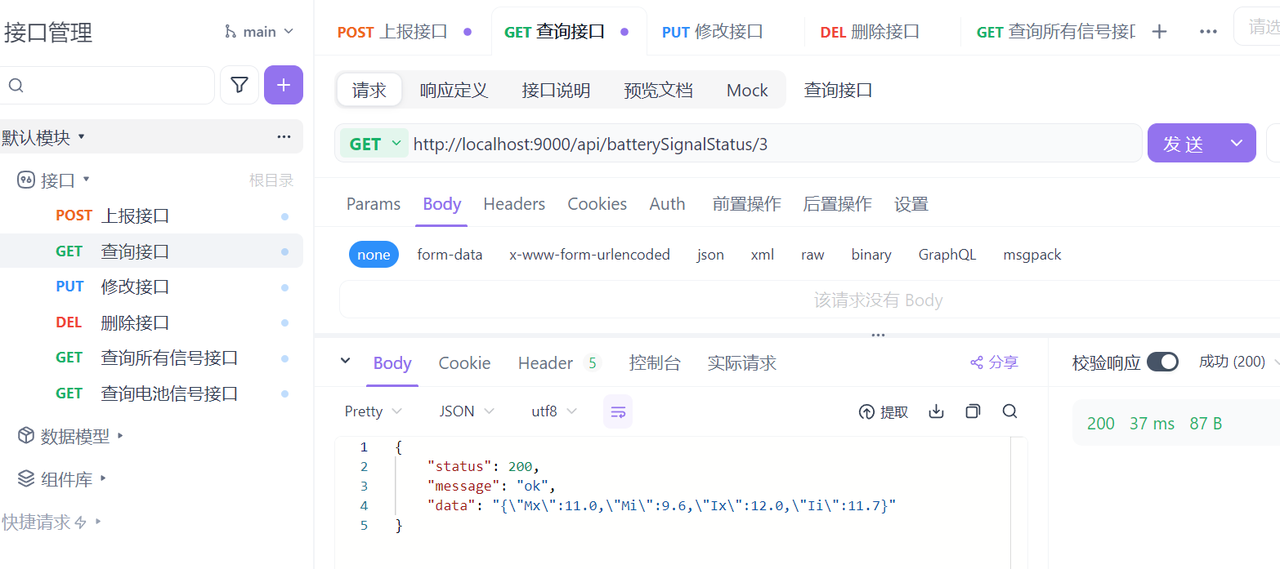 接口管理
main
默认模块
接口
根目录
POST 上报接口
GET 查询接口
PUT 修改接口
DEL 删除接口
GET 查询所有信号接口
GET 查询电池信号接口
数据模型
组件库
快捷请求
POST 上报接口 GET 查询接口 PUT 修改接口 DEL 删除接口 GET 查询所有信号接
请求 响应定义 接口说明 预览文档 Mock 查询接口
GET http://localhost:9000/api/batterySignalStatus/3 发 送
Params Body Headers Cookies Auth 前置操作 后置操作 设置
none form-data x-www-form-urlencoded json xml raw binary GraphQL msgpack
该请求没有 Body
Body Cookie Header 5 控制台 实际请求 分享
Pretty JSON utf8 提取
1 {
2 "status": 200,
3 "message": "ok",
4 "data": "{\"Mx\":11.0,\"Mi\":9.6,\"Ix\":12.0,\"Ii\":11.7}"
5 }
校验响应 成功 (200)
200 37 ms 87 B